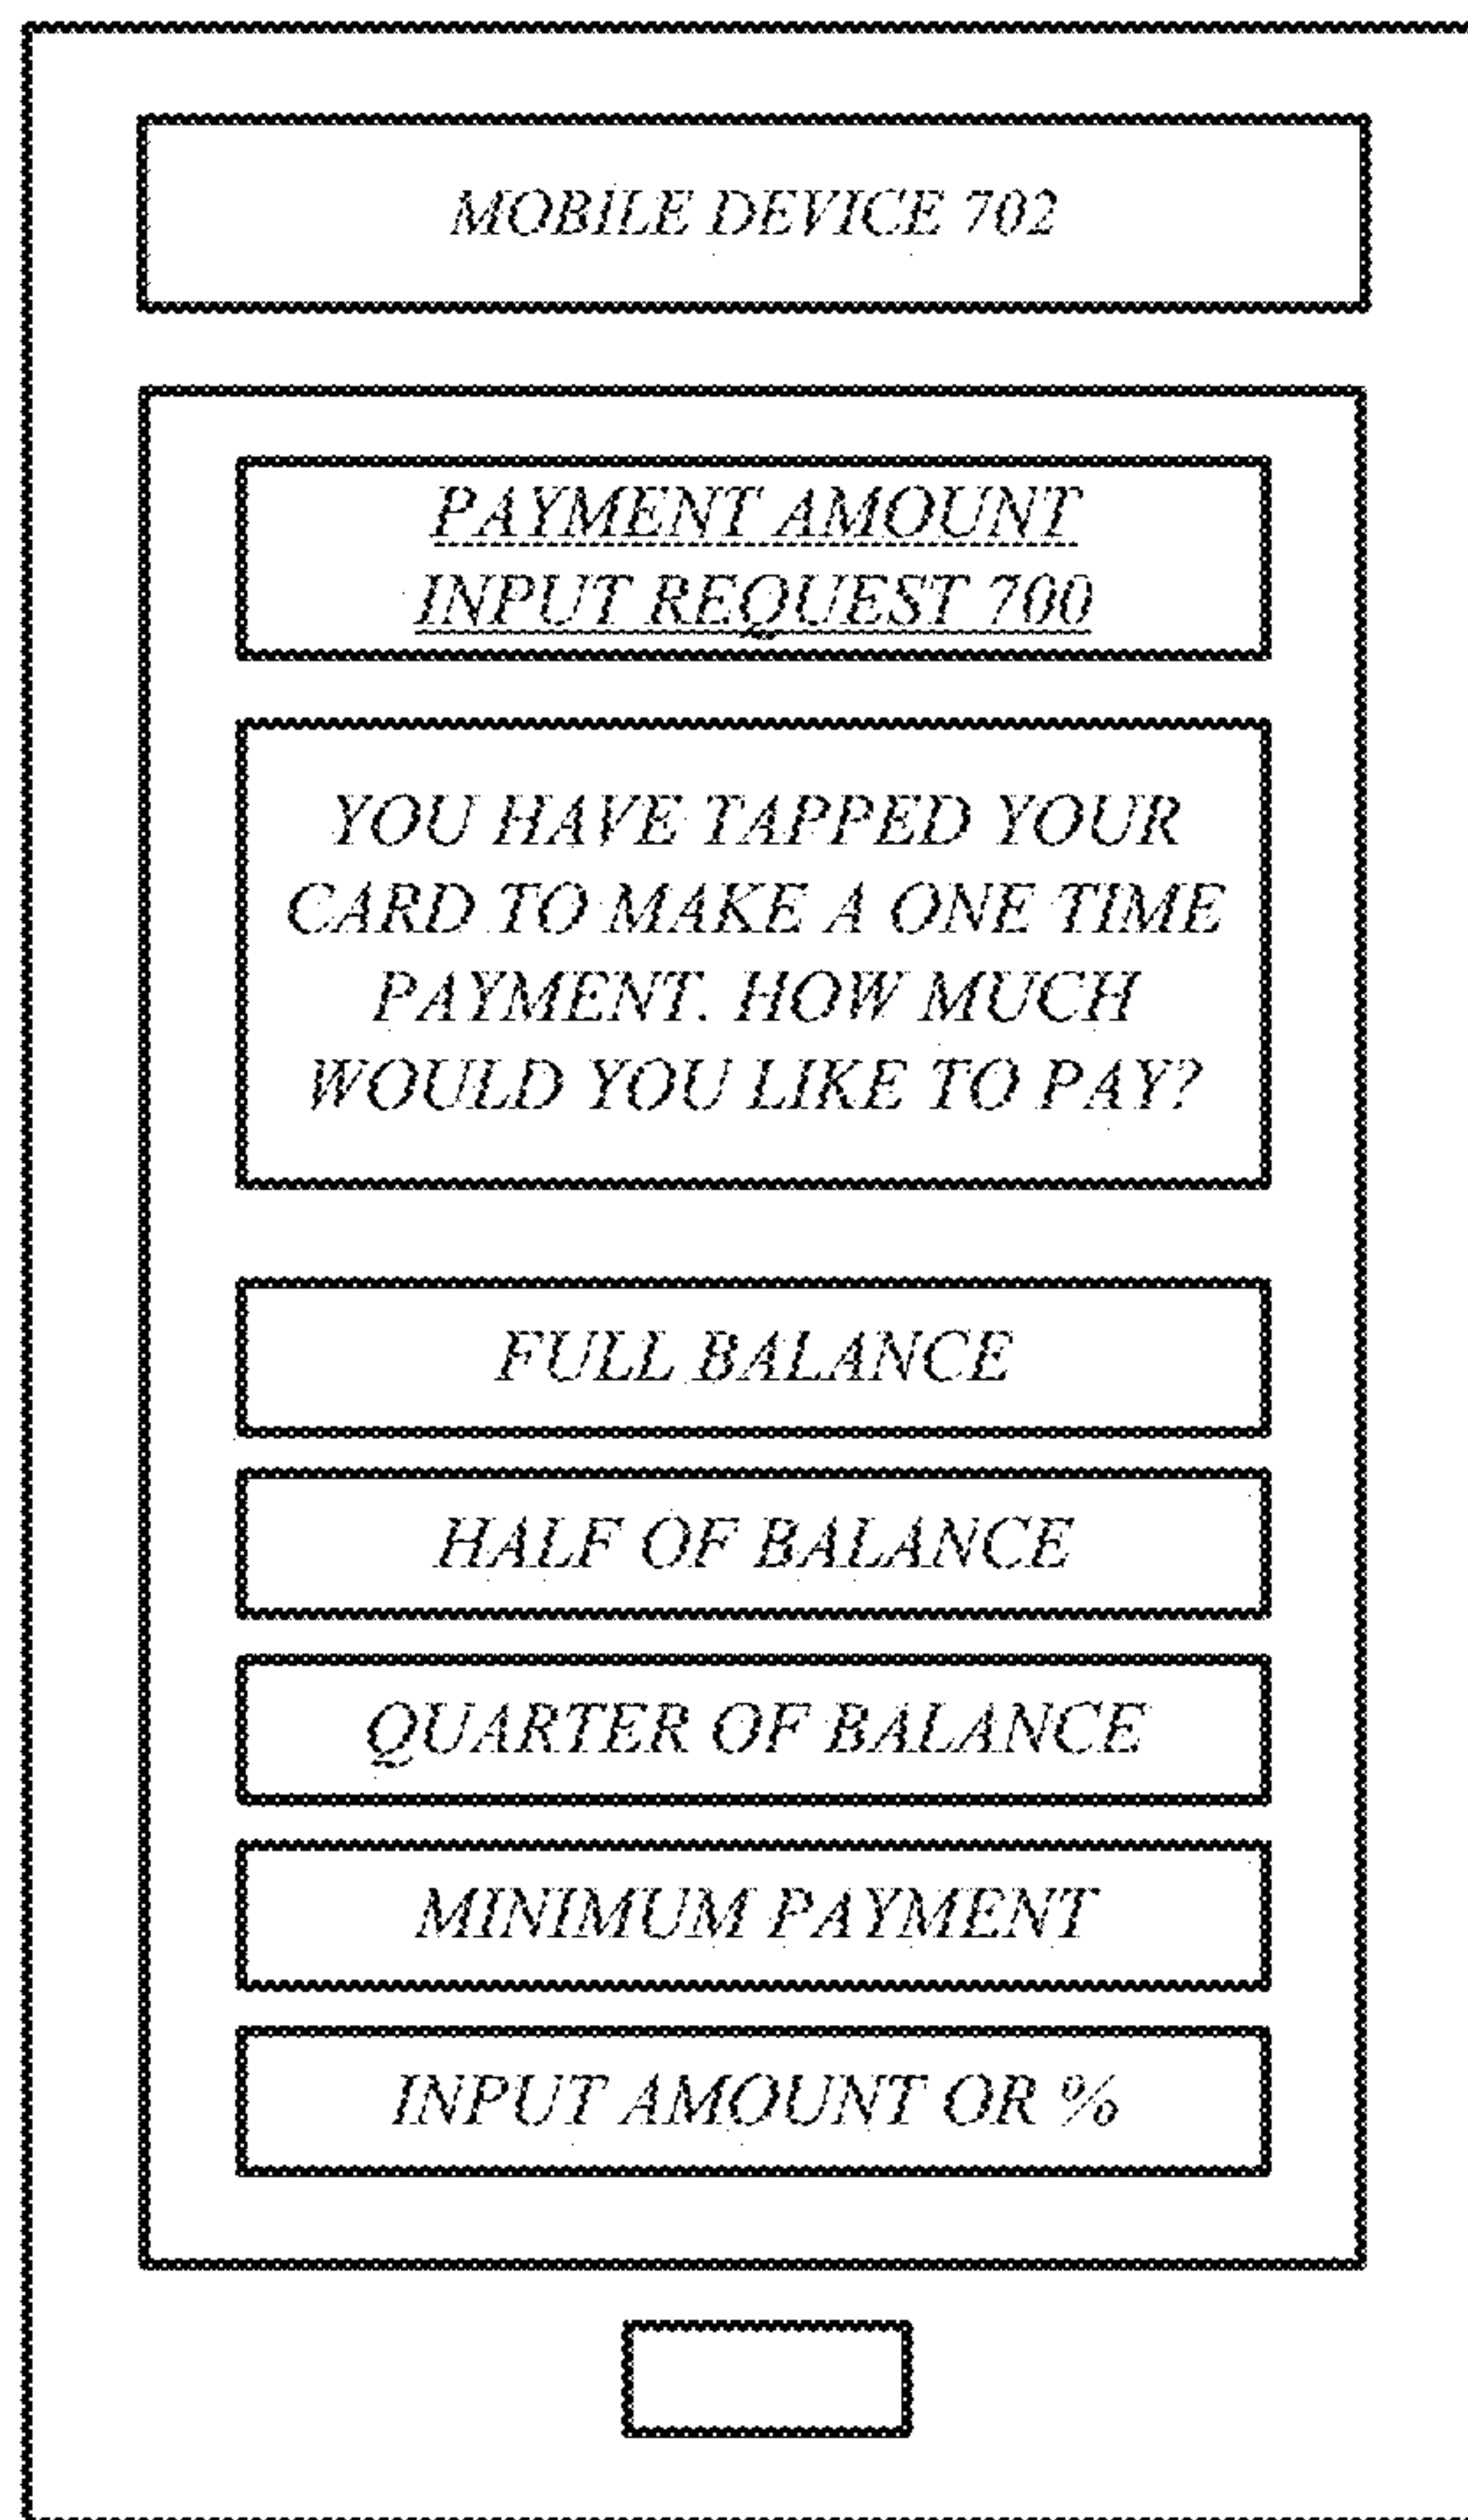 MOBILE DEVICE 702
PAYMENT AMOUNT
INPUT REQUEST 700
YOU HAVE TAPPED YOUR
CARD TO MAKE A ONE TIME
PAYMENT. HOW MUCH
WOULD YOU LIKE TO PAY?
FULL BALANCE
HALF OF BALANCE
QUARTER OF BALANCE
MINIMUM PAYMENT
INPUT AMOUNT OR %